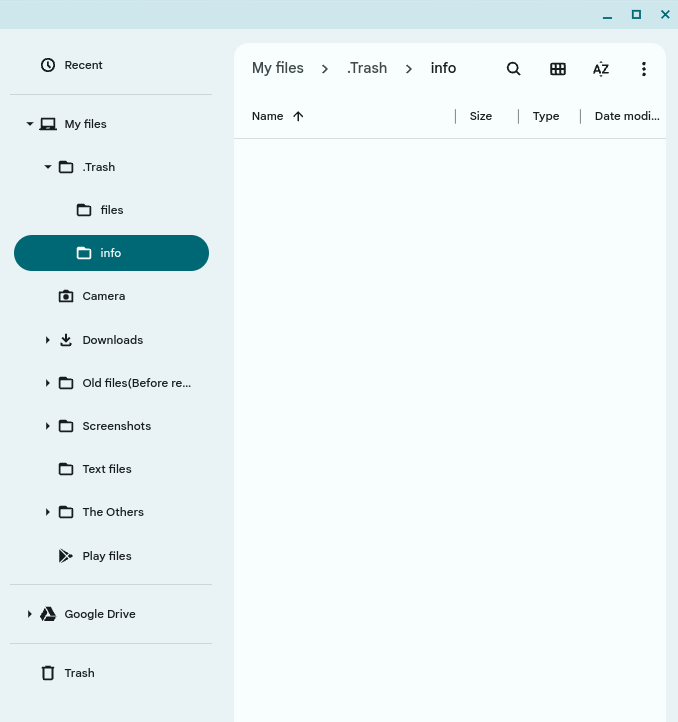 Recent
My files
.Trash
files
info
Camera
Downloads
Old files(Before re...
Screenshots
Text files
The Others
Play files
Google Drive
Trash
My files > .Trash > info
AZ
Name Size Type Date modi...